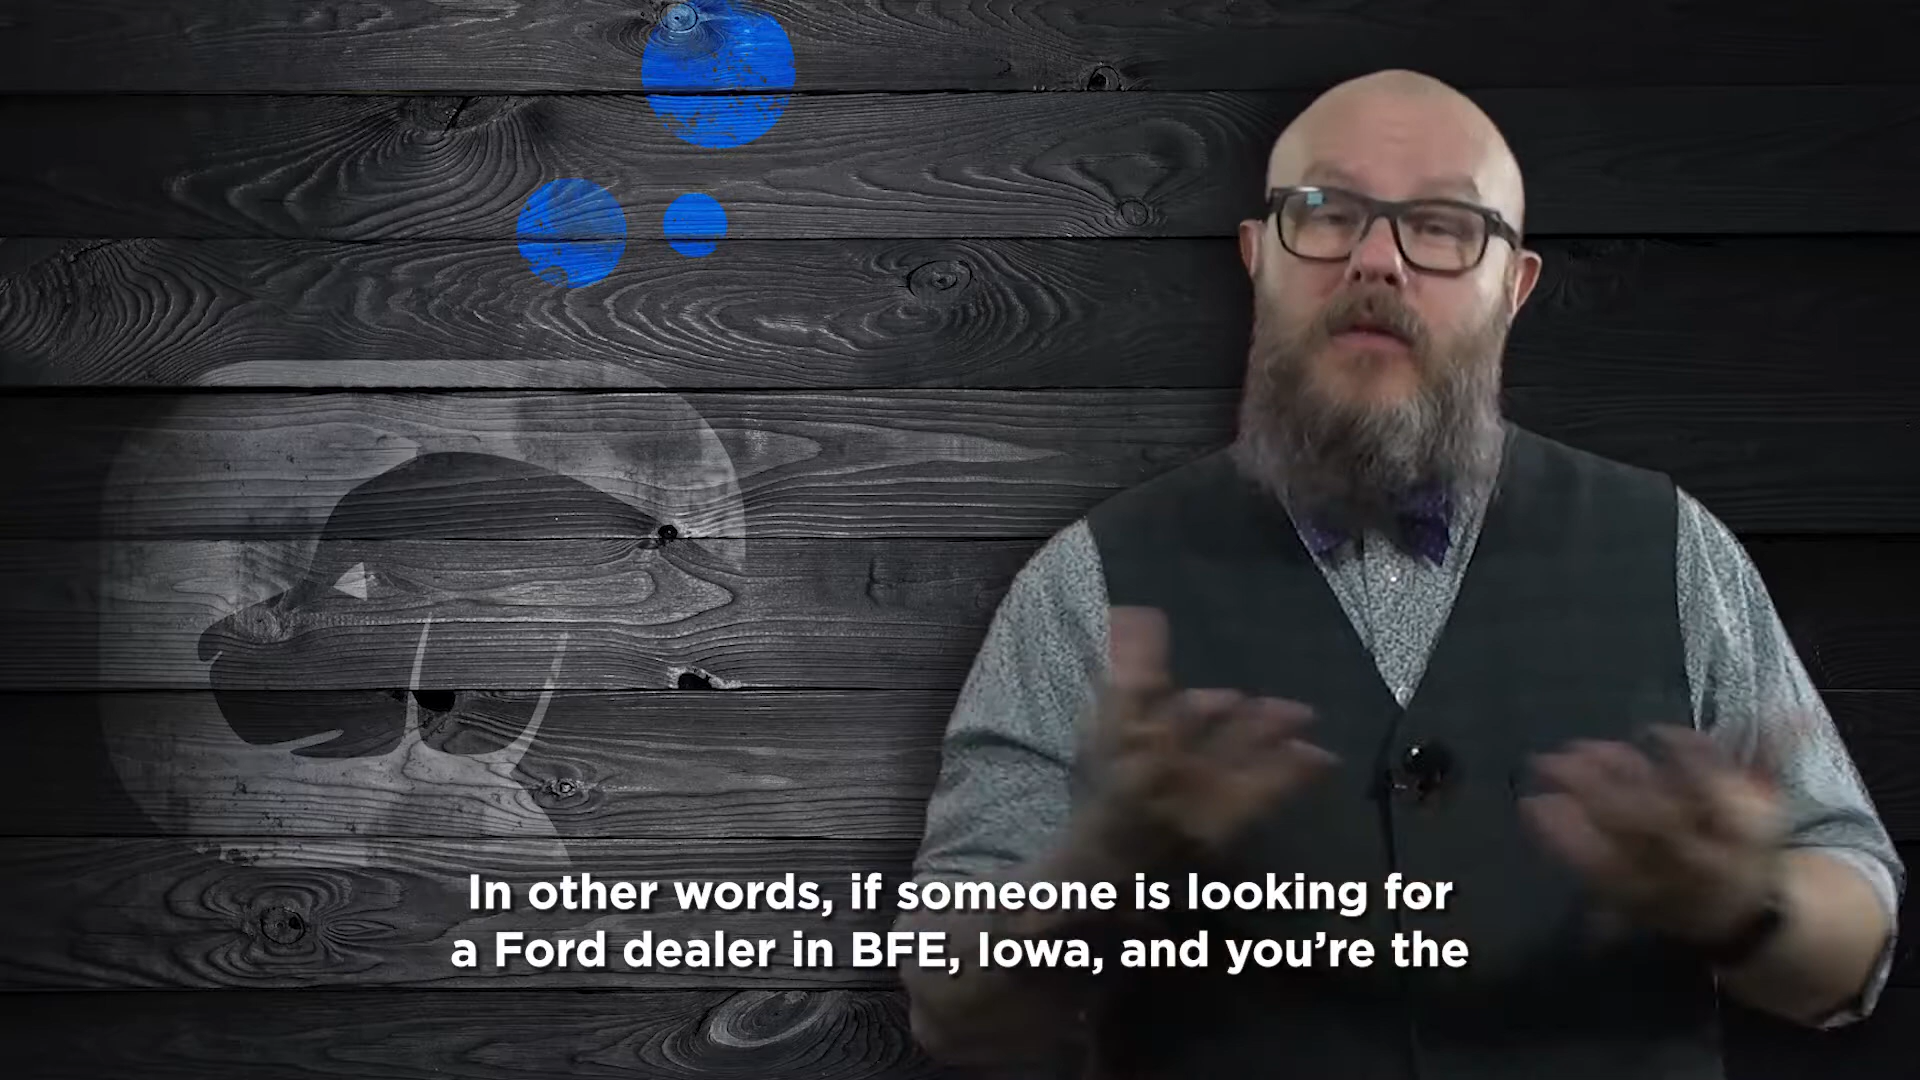 In other words, if someone is looking for
a Ford dealer in BFE, Iowa, and you're the